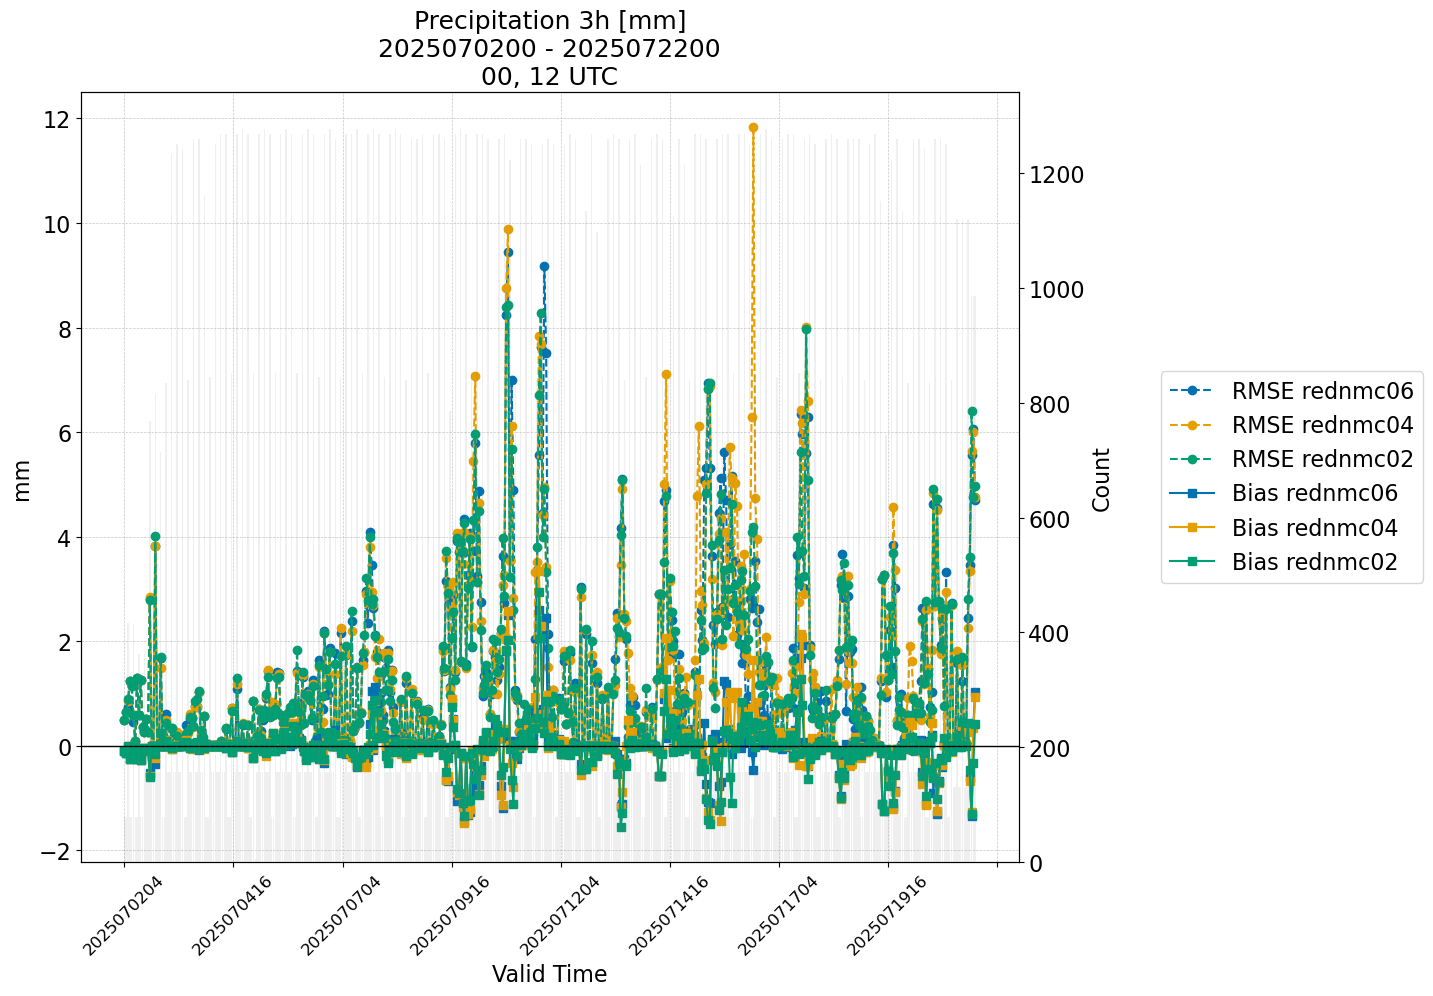 Precipitation 3h [mm]
2025070200 - 2025072200
00, 12 UTC
12
10
8
6
4
2
0
−2
mm
1200
1000
800
600
400
200
0
Count
2025070204
2025070416
2025070704
2025070916
2025071204
2025071416
2025071704
2025071916
Valid Time
RMSE rednmc06
RMSE rednmc04
RMSE rednmc02
Bias rednmc06
Bias rednmc04
Bias rednmc02